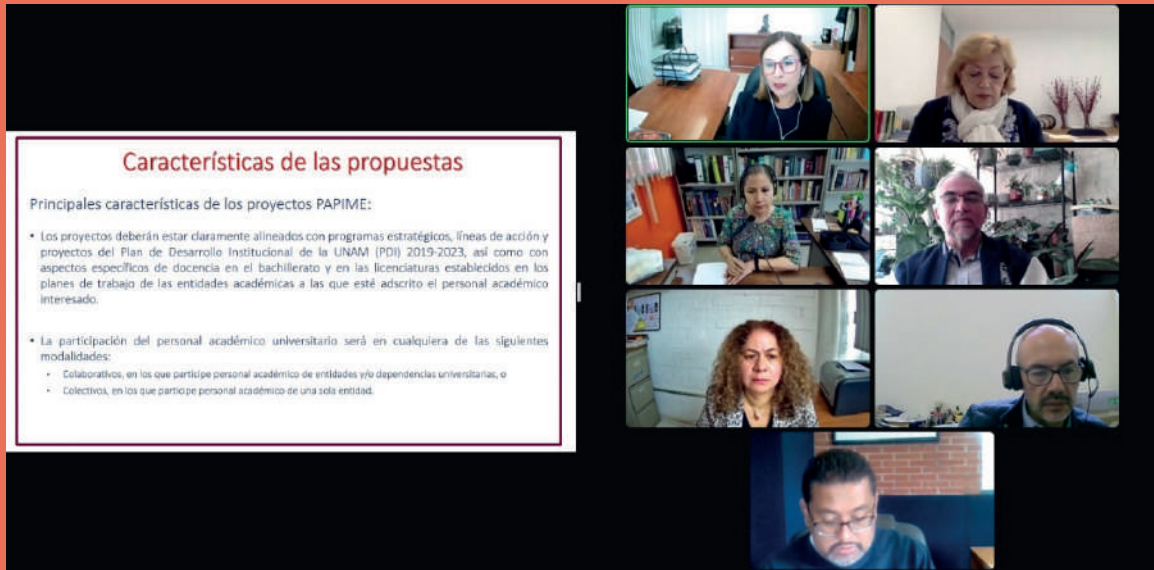 Características de las propuestas
Principales características de los proyectos PAPIME:
• Los proyectos deberán estar claramente alineados con programas estratégicos, líneas de acción y
proyectos del Plan de Desarrollo Institucional de la UNAM (PDI) 2019-2023, así como con
aspectos específicos de docencia en el bachillerato y en las licenciaturas establecidos en los
planes de trabajo de las entidades académicas a las que esté adscrito el personal académico
interesado.
• La participación del personal académico universitario será en cualquiera de las siguientes
modalidades:
• Colaborativos, en los que participe personal académico de entidades y/o dependencias universitarias, o
• Colectivos, en los que participe personal académico de una sola entidad.